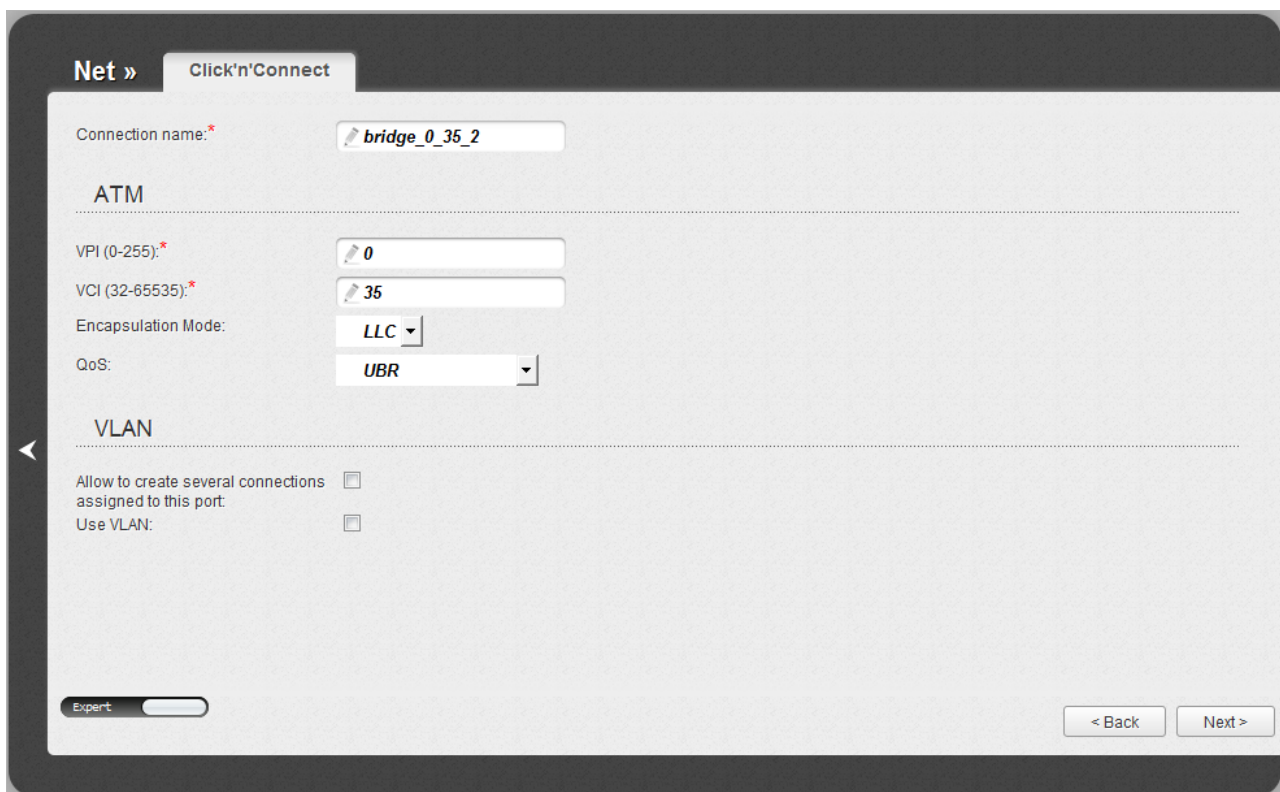 Net » Click'n'Connect
Connection name:* bridge_0_35_2
ATM
VPI (0-255):* 0
VCI (32-65535):* 35
Encapsulation Mode: LLC
QoS: UBR
VLAN
Allow to create several connections
assigned to this port:
Use VLAN:
Expert
< Back Next >